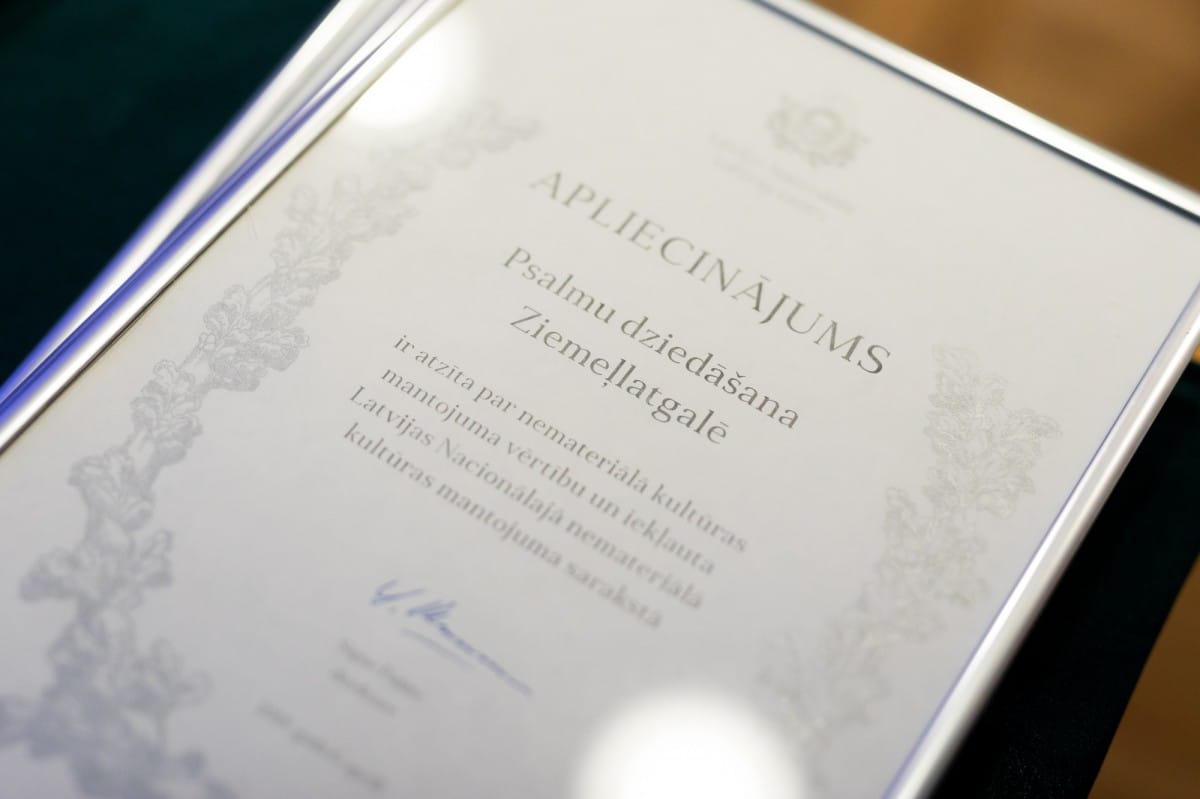 APLIECINĀJUMS
Psalmu dziedāšana
Ziemeļlatgalē
ir atzīta par nemateriālā kultūras
mantojuma vērtību un iekļauta
Latvijas Nacionālajā nemateriālā
kultūras mantojuma sarakstā